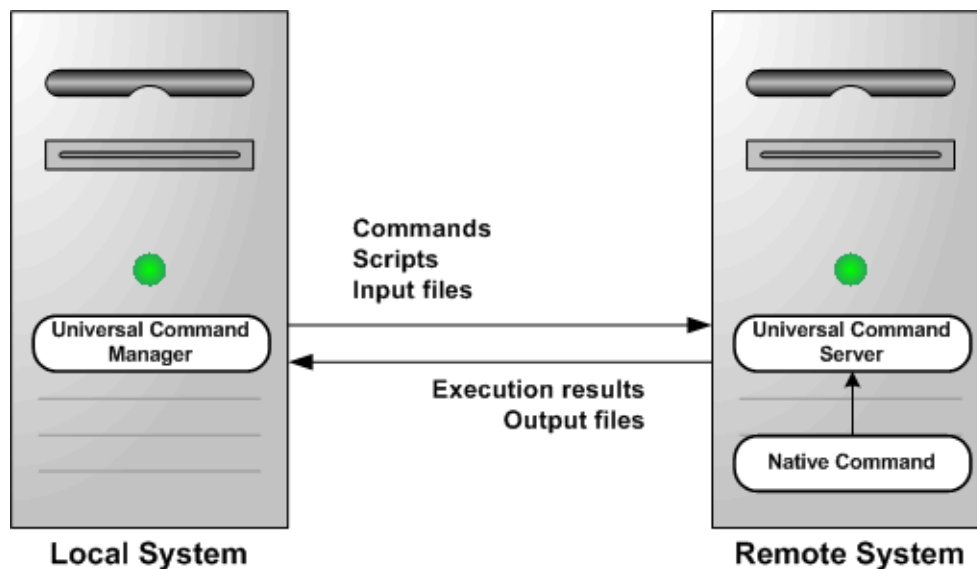 Commands
Scripts
Input files
Universal Command
Manager
Universal Command
Server
Execution results
Output files
Native Command
Local System
Remote System